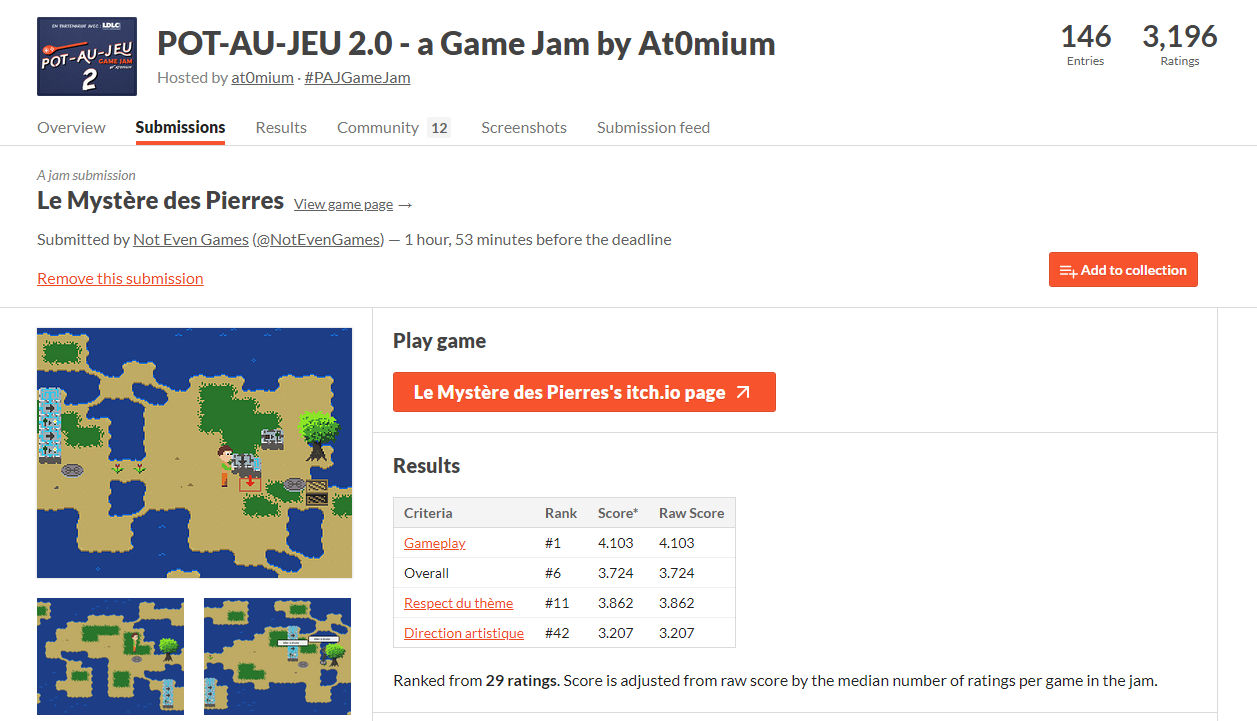 EN PARTENARIAT AVEC : LDLC
POT-AU-JEU
GAME JAM
2
POT-AU-JEU 2.0 - a Game Jam by At0mium
Hosted by at0mium · #PAJGameJam
146
Entries
3,196
Ratings
Overview Submissions Results Community 12 Screenshots Submission feed
A jam submission
Le Mystère des Pierres View game page →
Submitted by Not Even Games (@NotEvenGames) — 1 hour, 53 minutes before the deadline
Remove this submission
Add to collection
Play game
Le Mystère des Pierres's itch.io page
Results
Criteria Rank Score* Raw Score
Gameplay #1 4.103 4.103
Overall #6 3.724 3.724
Respect du thème #11 3.862 3.862
Direction artistique #42 3.207 3.207
Ranked from 29 ratings. Score is adjusted from raw score by the median number of ratings per game in the jam.